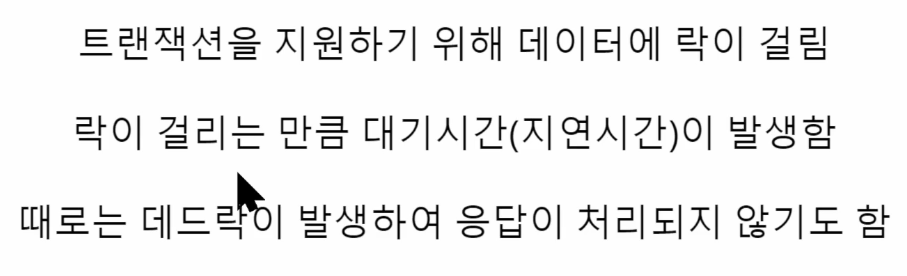 트랜잭션을 지원하기 위해 데이터에 락이 걸림
락이 걸리는 만큼 대기시간(지연시간)이 발생함
때로는 데드락이 발생하여 응답이 처리되지 않기도 함